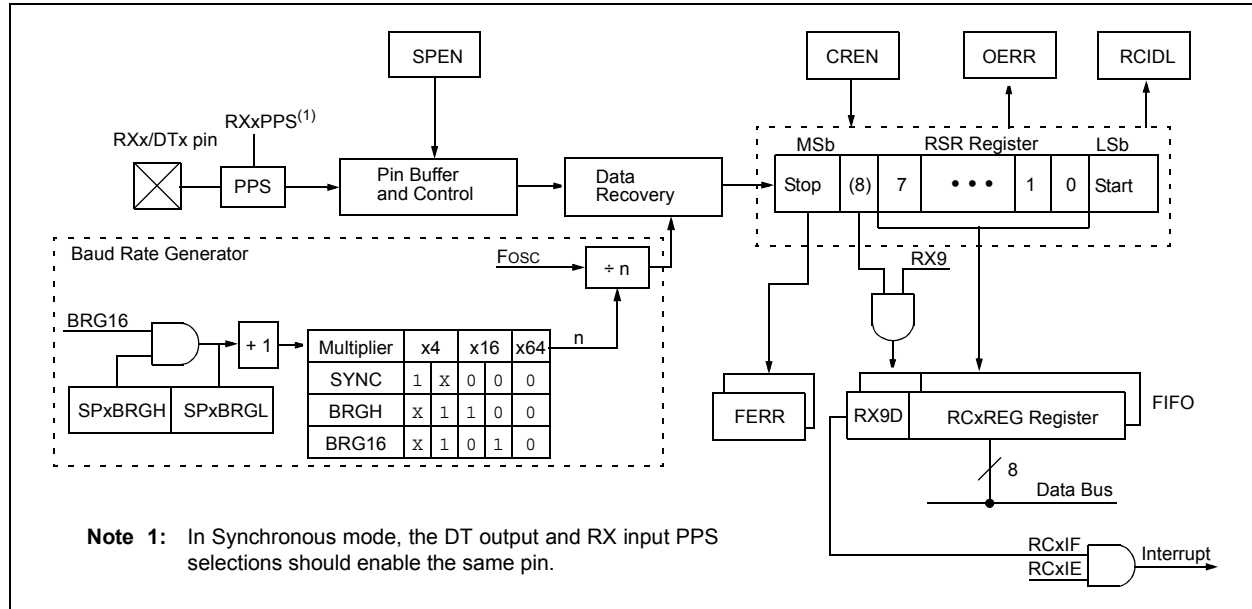 SPEN
CREN
OERR
RCIDL
RXxPPS(1)
RXx/DTx pin
PPS
Pin Buffer
and Control
Data
Recovery
MSb RSR Register LSb
Stop (8) 7 • • • 1 0 Start
Baud Rate Generator
FOSC
÷ n
RX9
BRG16
+ 1
n
Multiplier x4 x16 x64
SYNC 1 X 0 0 0
BRGH X 1 1 0 0
BRG16 X 1 0 1 0
SPxBRGH SPxBRGL
FERR
RX9D RCxREG Register
FIFO
8
Data Bus
Note 1: In Synchronous mode, the DT output and RX input PPS
selections should enable the same pin.
RCxIF
RCxIE
Interrupt